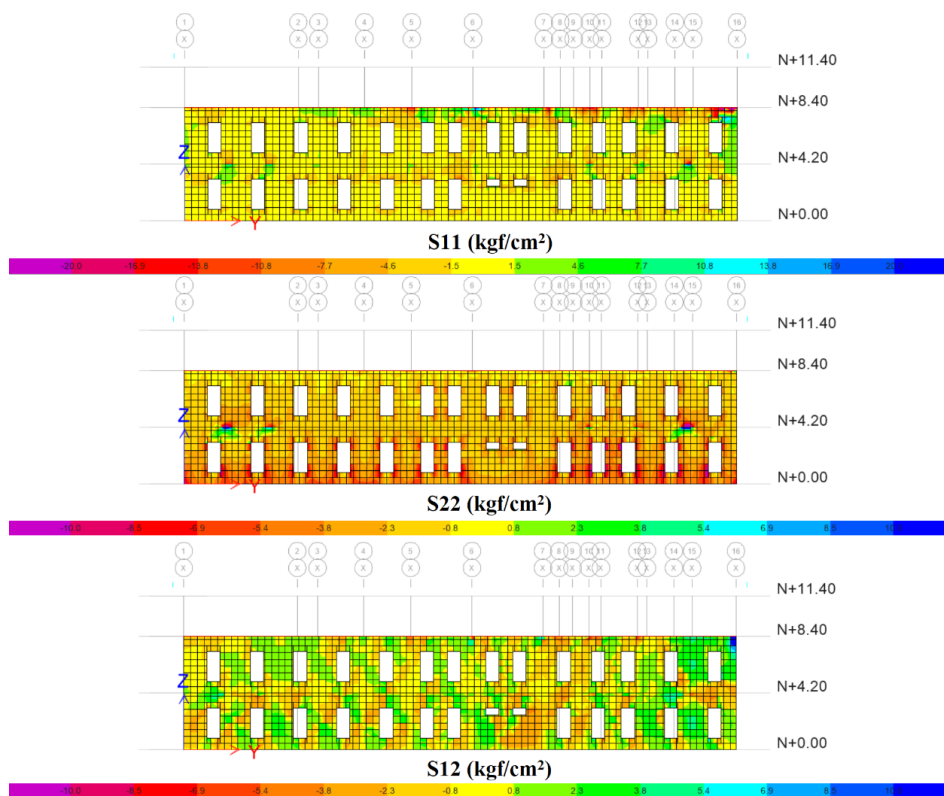 1 2 3 4 5 6 7 8 9 10 11 12 13 14 15 16
X X X X X X X X X X X X X X X X
N+11.40
N+8.40
Z
N+4.20
Y
N+0.00
S11 (kgf/cm²)
-20.0 -16.9 -13.8 -10.8 -7.7 -4.6 -1.5 1.5 4.6 7.7 10.8 13.8 16.9
1 2 3 4 5 6 7 8 9 10 11 12 13 14 15 16
X X X X X X X X X X X X X X X X
N+11.40
N+8.40
Z
N+4.20
Y
N+0.00
S22 (kgf/cm²)
-10.0 -8.5 -6.9 -5.4 -3.8 -2.3 -0.8 0.8 2.3 3.8 5.4 6.9 8.5
1 2 3 4 5 6 7 8 9 10 11 12 13 14 15 16
X X X X X X X X X X X X X X X X
N+11.40
N+8.40
Z
N+4.20
Y
N+0.00
S12 (kgf/cm²)
-10.0 -8.5 -6.9 -5.4 -3.8 -2.3 -0.8 0.8 2.3 3.8 5.4 6.9 8.5